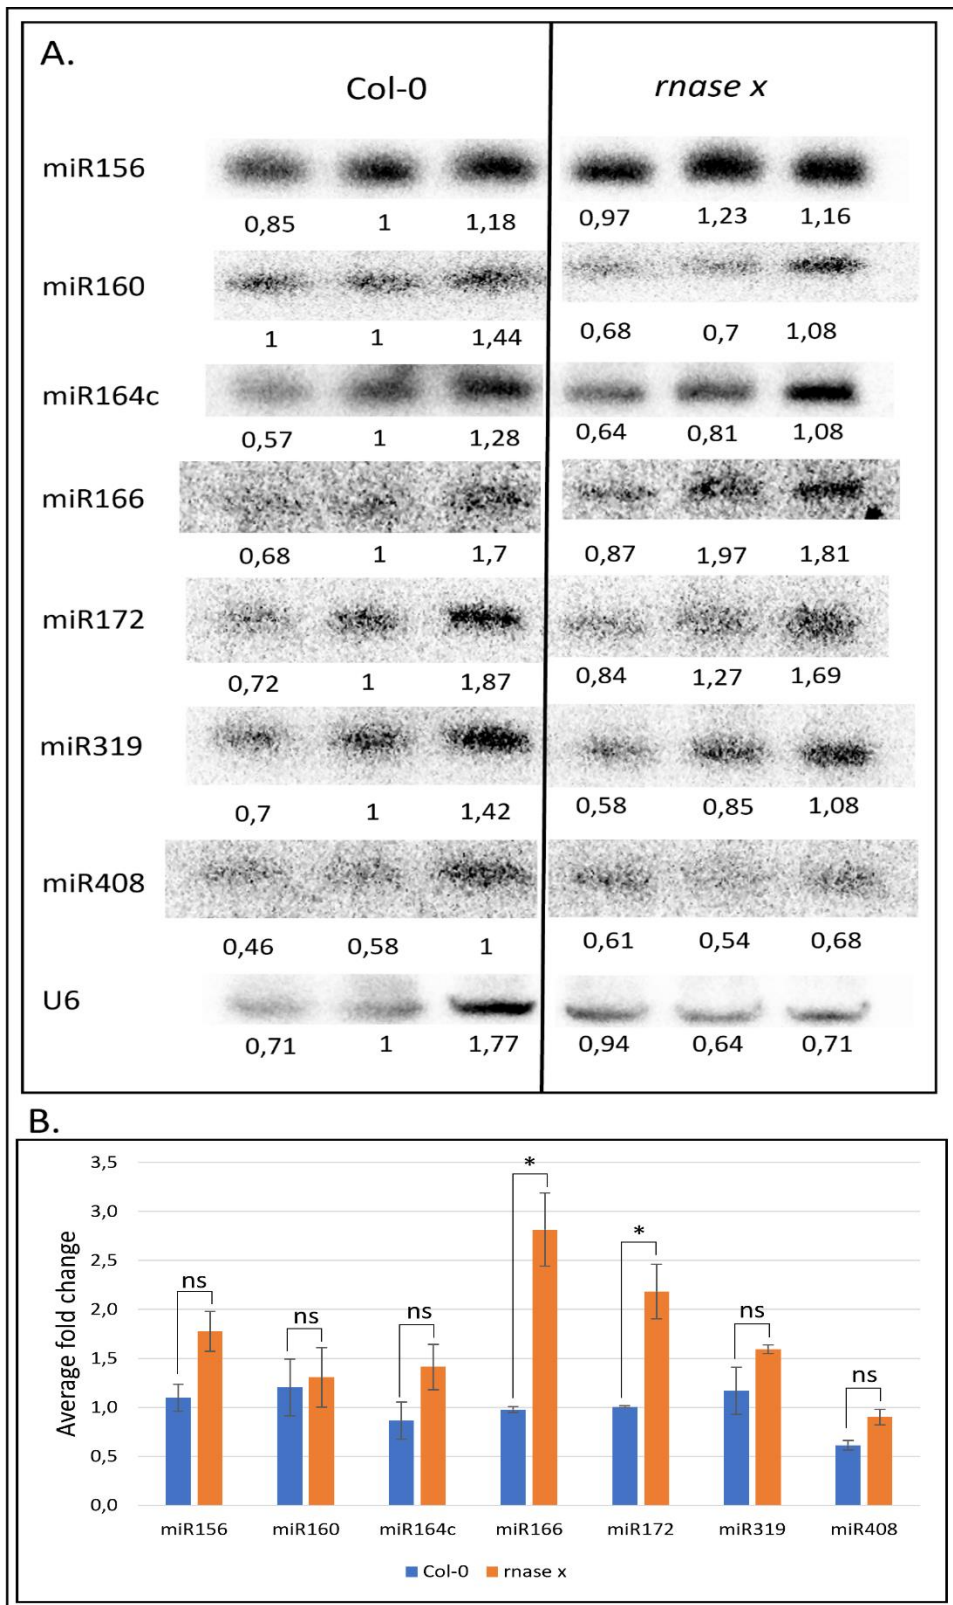 A.
Col-0 rnase x
miR156
0,85 1 1,18 0,97 1,23 1,16
miR160
1 1 1,44 0,68 0,7 1,08
miR164c
0,57 1 1,28 0,64 0,81 1,08
miR166
0,68 1 1,7 0,87 1,97 1,81
miR172
0,72 1 1,87 0,84 1,27 1,69
miR319
0,7 1 1,42 0,58 0,85 1,08
miR408
0,46 0,58 1 0,61 0,54 0,68
U6
0,71 1 1,77 0,94 0,64 0,71
B.
Average fold change
3,5
3,0
2,5
2,0
1,5
1,0
0,5
0,0
ns ns ns * * ns ns
miR156 miR160 miR164c miR166 miR172 miR319 miR408
Col-0 rnase x